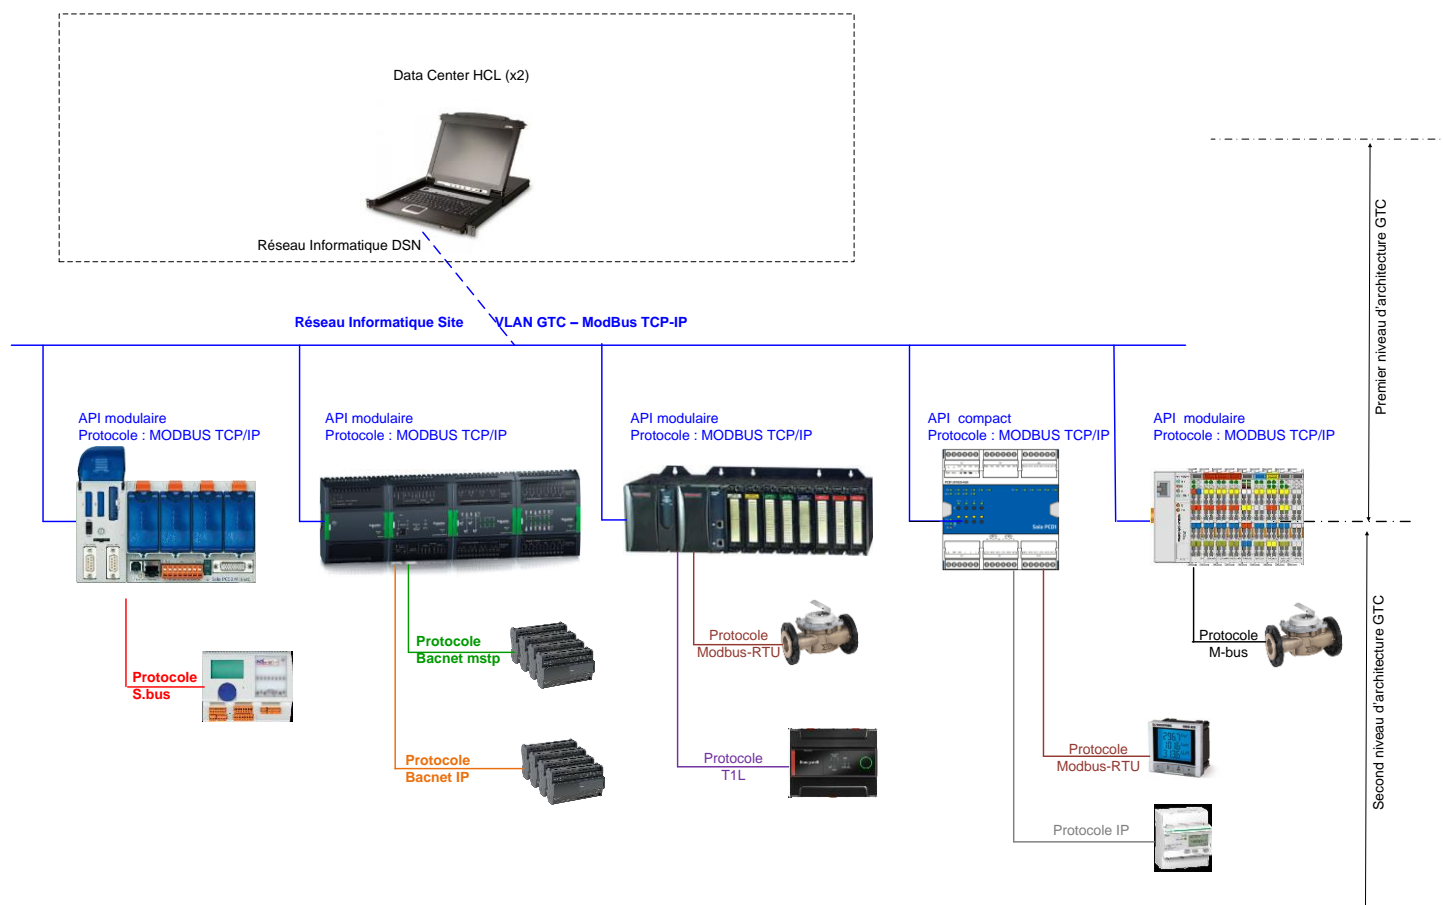 Data Center HCL (x2)
Réseau Informatique DSN
Réseau Informatique Site
VLAN GTC – ModBus TCP-IP
Premier niveau d'architecture GTC
API modulaire
Protocole : MODBUS TCP/IP
API modulaire
Protocole : MODBUS TCP/IP
API modulaire
Protocole : MODBUS TCP/IP
API compact
Protocole : MODBUS TCP/IP
API modulaire
Protocole : MODBUS TCP/IP
Saia PCD1
Protocole
S.bus
Protocole
Bacnet mstp
Protocole
Bacnet IP
Protocole
Modbus-RTU
Protocole
T1L
Honeywell
Protocole
Modbus-RTU
Protocole IP
Protocole
M-bus
Second niveau d'architecture GTC